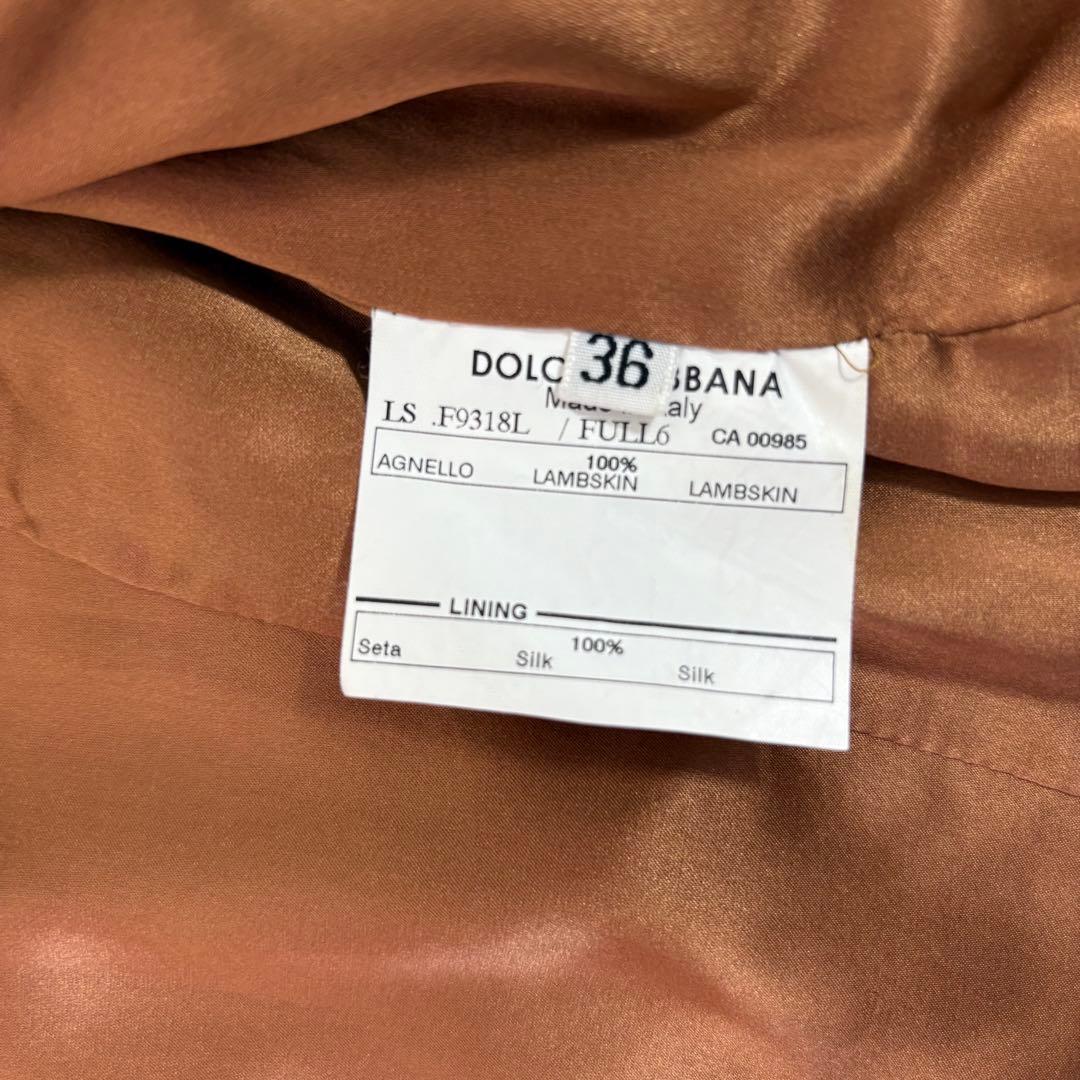 36
DOLC BBANA
Made aly
LS .F9318L / FULL6 CA 00985
100%
AGNELLO LAMBSKIN LAMBSKIN
LINING
100%
Seta Silk Silk